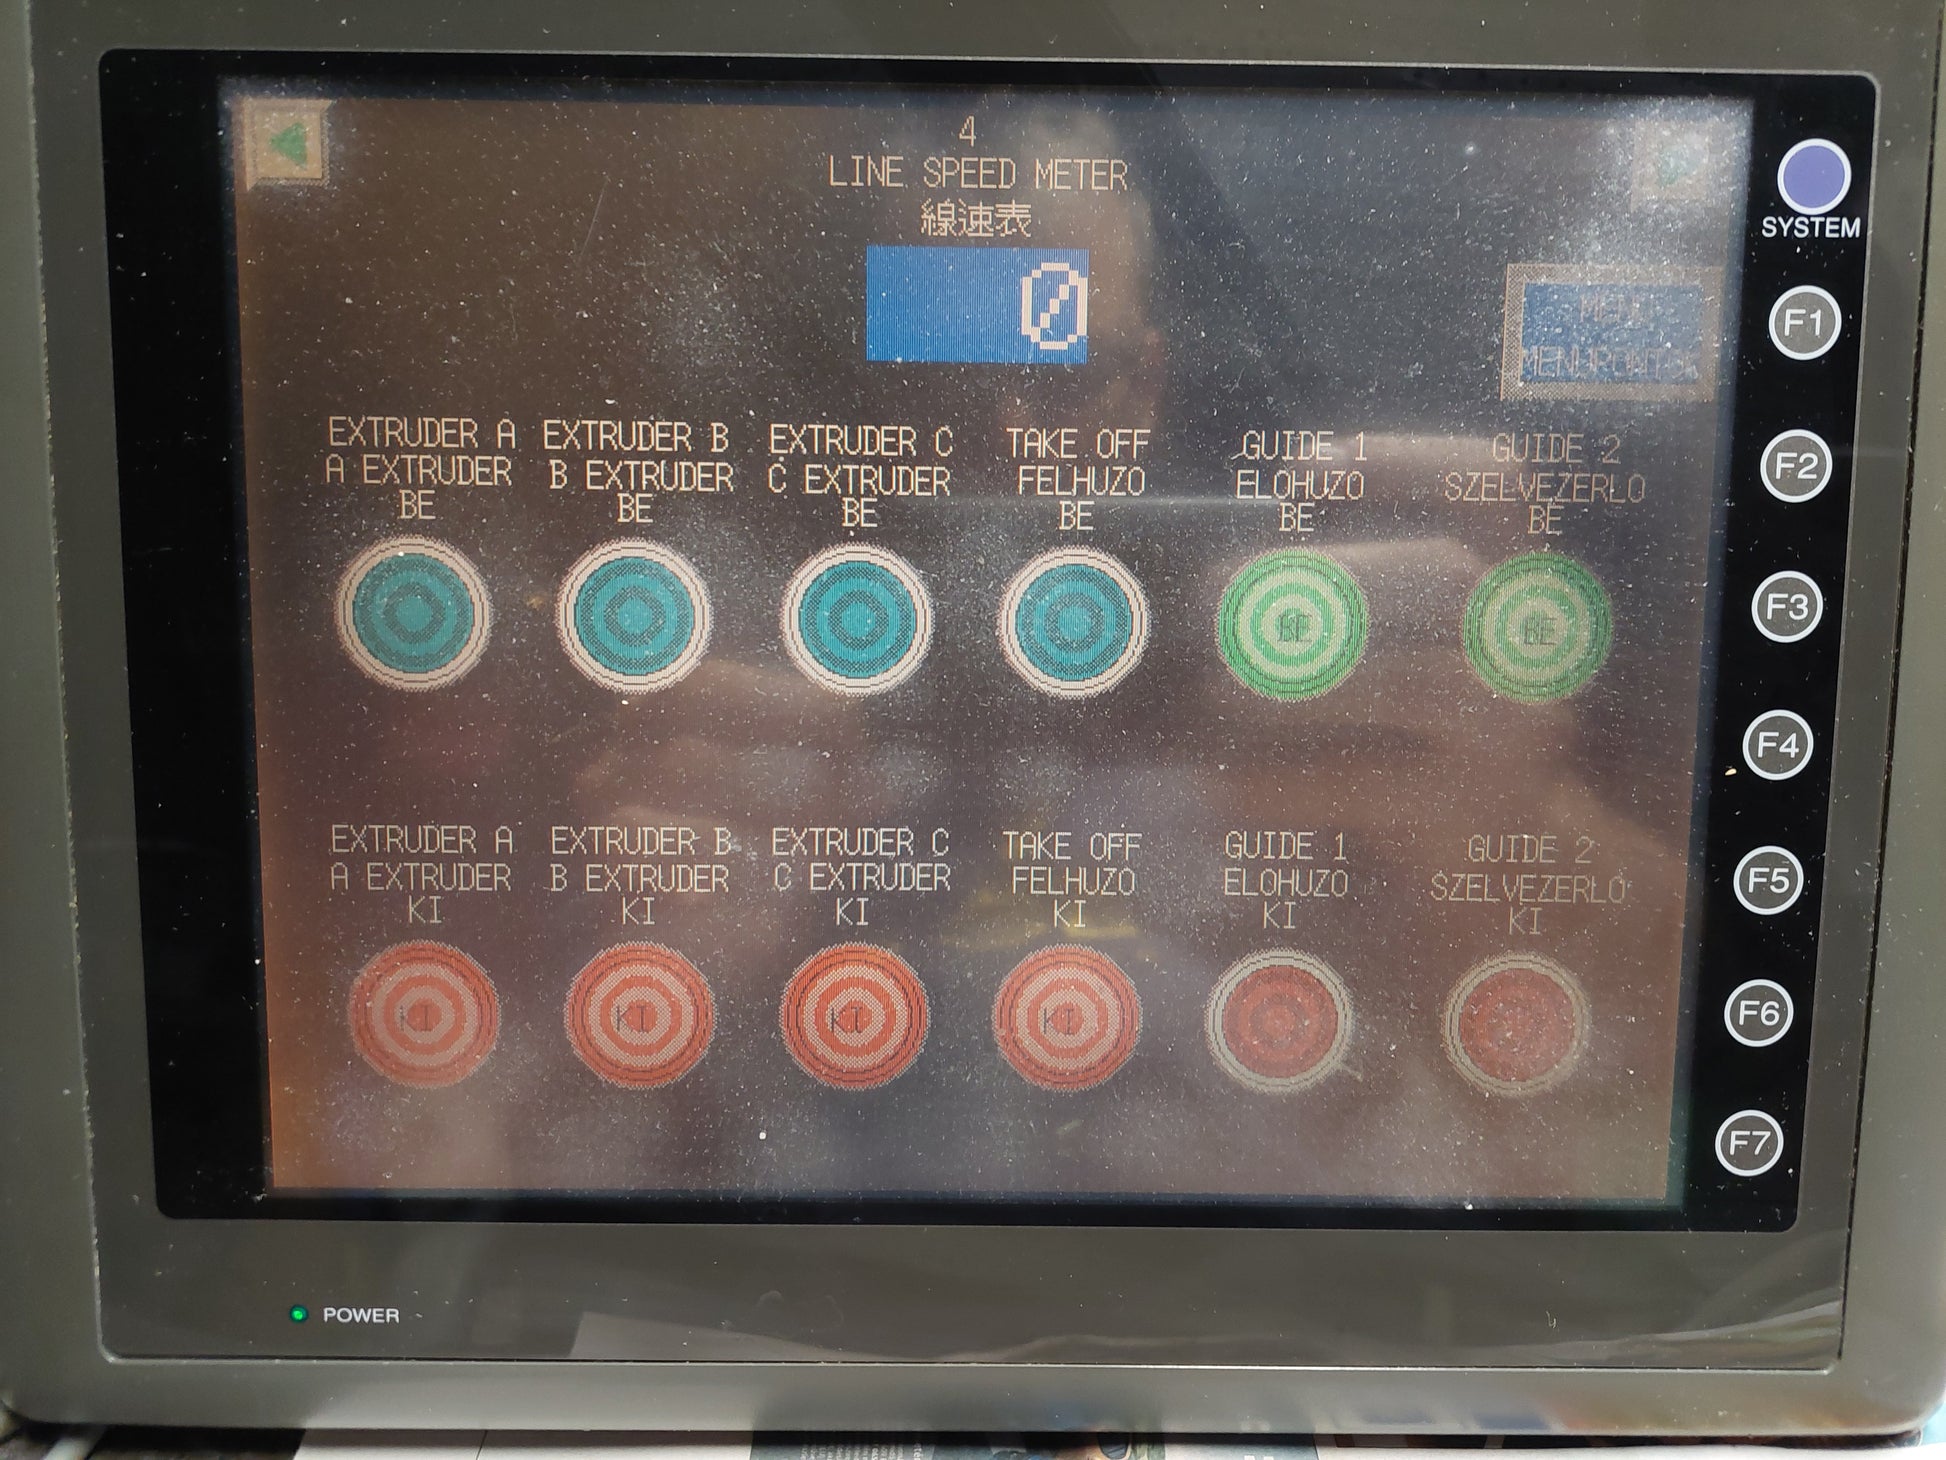 4
LINE SPEED METER
線速表
0
SYSTEM
F1
MENU
MENUPONTOK
F2
EXTRUDER A
A EXTRUDER
BE
EXTRUDER B
B EXTRUDER
BE
EXTRUDER C
C EXTRUDER
BE
TAKE OFF
FELHUZO
BE
GUIDE 1
ELOHUZO
BE
GUIDE 2
SZELVEZERLO
BE
BE
BE
F3
F4
EXTRUDER A
A EXTRUDER
KI
EXTRUDER B
B EXTRUDER
KI
EXTRUDER C
C EXTRUDER
KI
TAKE OFF
FELHUZO
KI
GUIDE 1
ELOHUZO
KI
GUIDE 2
SZELVEZERLO
KI
F5
KI
KI
KI
KI
F6
F7
POWER